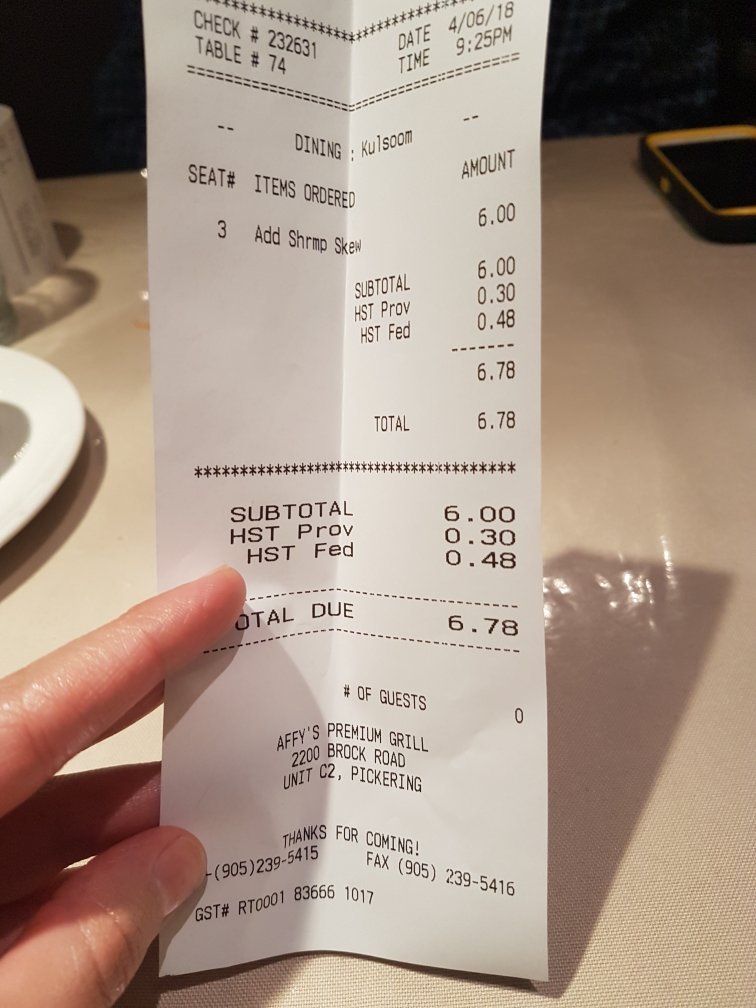 ****************************************
CHECK # 232631 DATE 4/06/18
TABLE # 74 TIME 9:25PM
========================================
-- DINING : Kulsoom --
SEAT# ITEMS ORDERED AMOUNT
3 Add Shrmp Skew 6.00
SUBTOTAL 6.00
HST Prov 0.30
HST Fed 0.48
-------
6.78
TOTAL 6.78
****************************************
SUBTOTAL 6.00
HST Prov 0.30
HST Fed 0.48
----------------------------------------
OTAL DUE 6.78
----------------------------------------
# OF GUESTS 0
AFFY'S PREMIUM GRILL
2200 BROCK ROAD
UNIT C2, PICKERING
THANKS FOR COMING!
-(905)239-5415 FAX (905) 239-5416
GST# RT0001 83666 1017